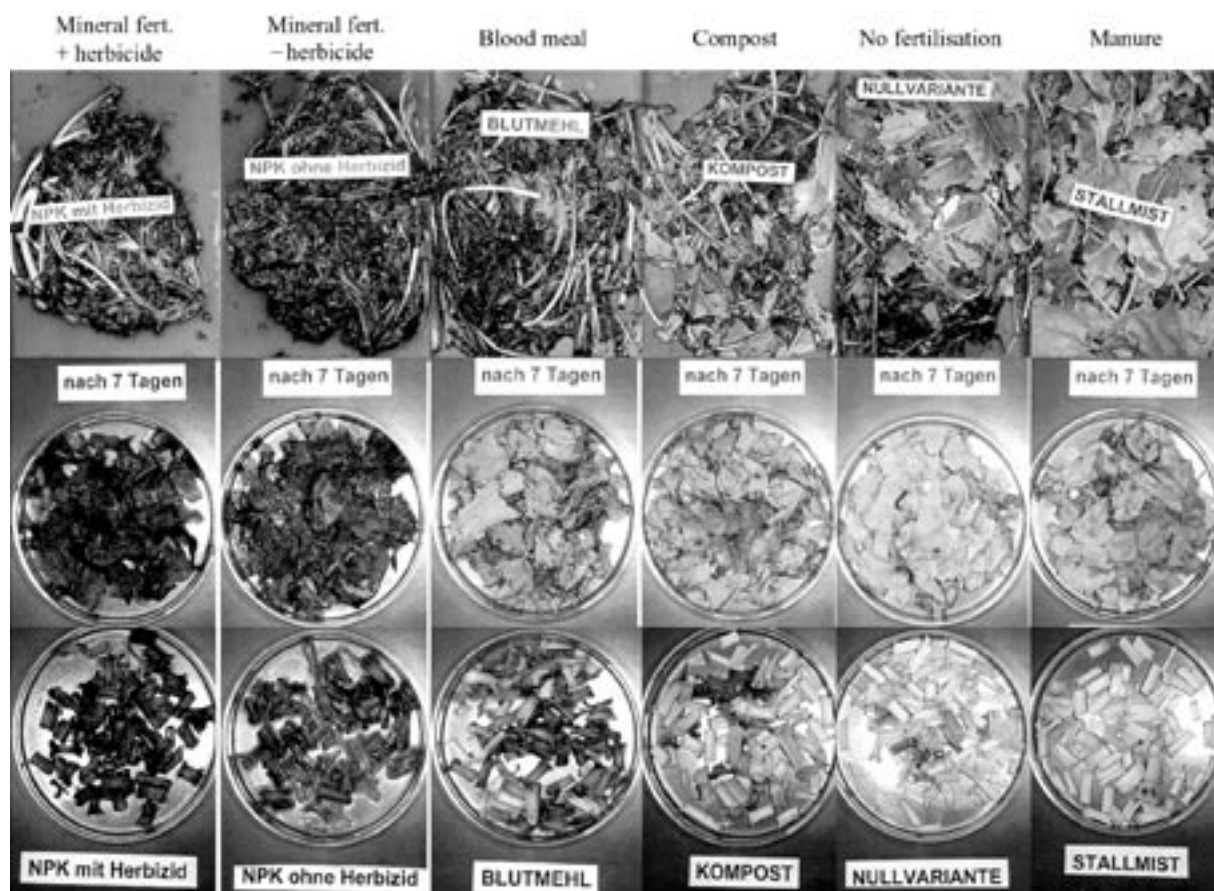 Mineral fert.
+ herbicide
Mineral fert.
– herbicide
Blood meal
Compost
No fertilisation
Manure
NPK mit Herbizid
NPK ohne Herbizid
BLUTMEHL
KOMPOST
NULLVARIANTE
STALLMIST
nach 7 Tagen
nach 7 Tagen
nach 7 Tagen
nach 7 Tagen
nach 7 Tagen
nach 7 Tagen
NPK mit Herbizid
NPK ohne Herbizid
BLUTMEHL
KOMPOST
NULLVARIANTE
STALLMIST